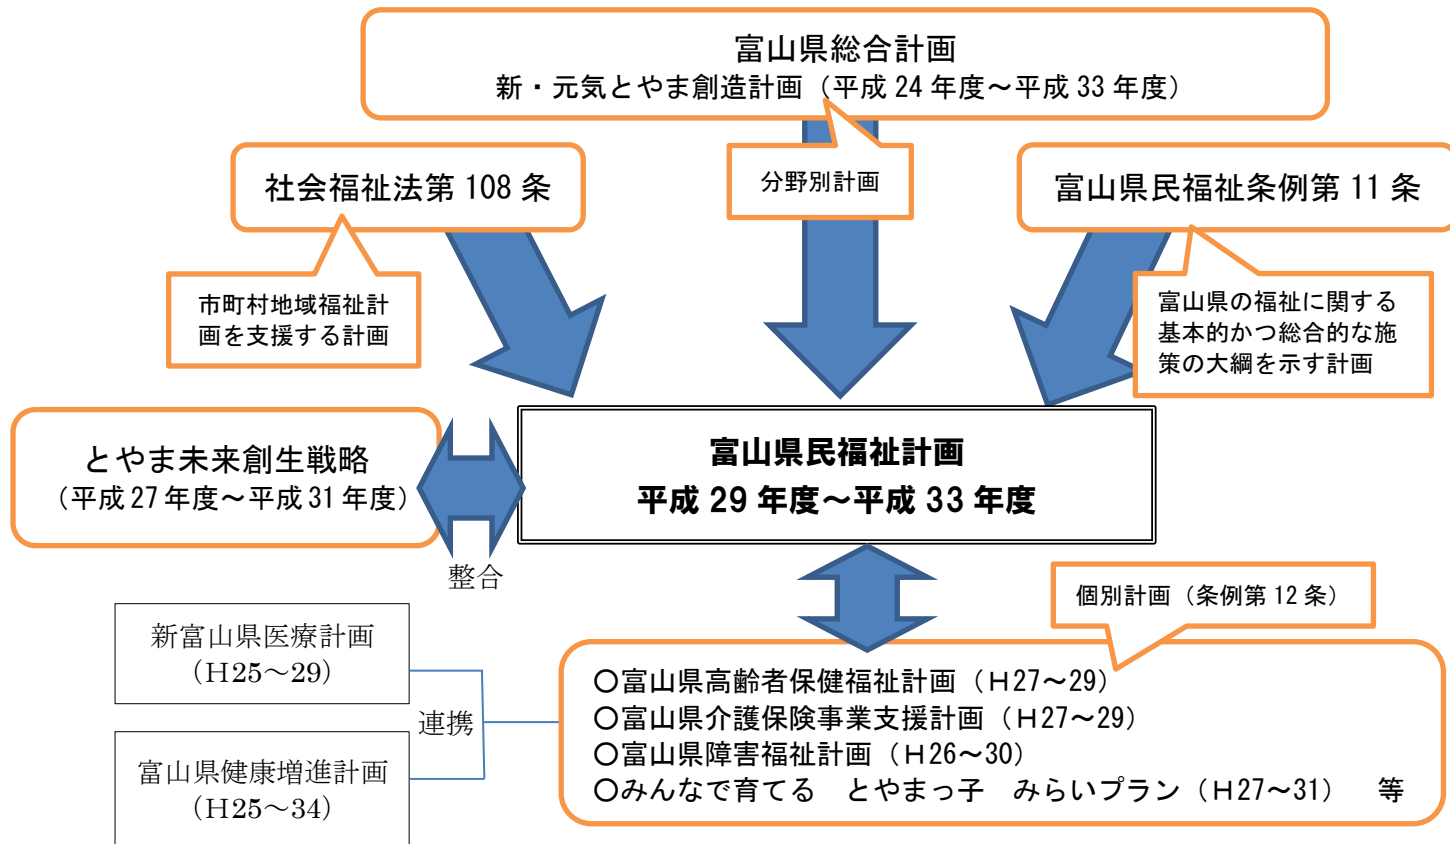 富山県総合計画
新・元気とやま創造計画（平成 24 年度～平成 33 年度）
分野別計画
社会福祉法第 108 条
富山県民福祉条例第 11 条
市町村地域福祉計
画を支援する計画
富山県の福祉に関する
基本的かつ総合的な施
策の大綱を示す計画
とやま未来創生戦略
（平成 27 年度～平成 31 年度）
富山県民福祉計画
平成 29 年度～平成 33 年度
整合
個別計画（条例第 12 条）
新富山県医療計画
（H25～29）
連携
富山県健康増進計画
（H25～34）
○富山県高齢者保健福祉計画（Ｈ27～29）
○富山県介護保険事業支援計画（Ｈ27～29）
○富山県障害福祉計画（Ｈ26～30）
○みんなで育てる　とやまっ子　みらいプラン（Ｈ27～31）　等